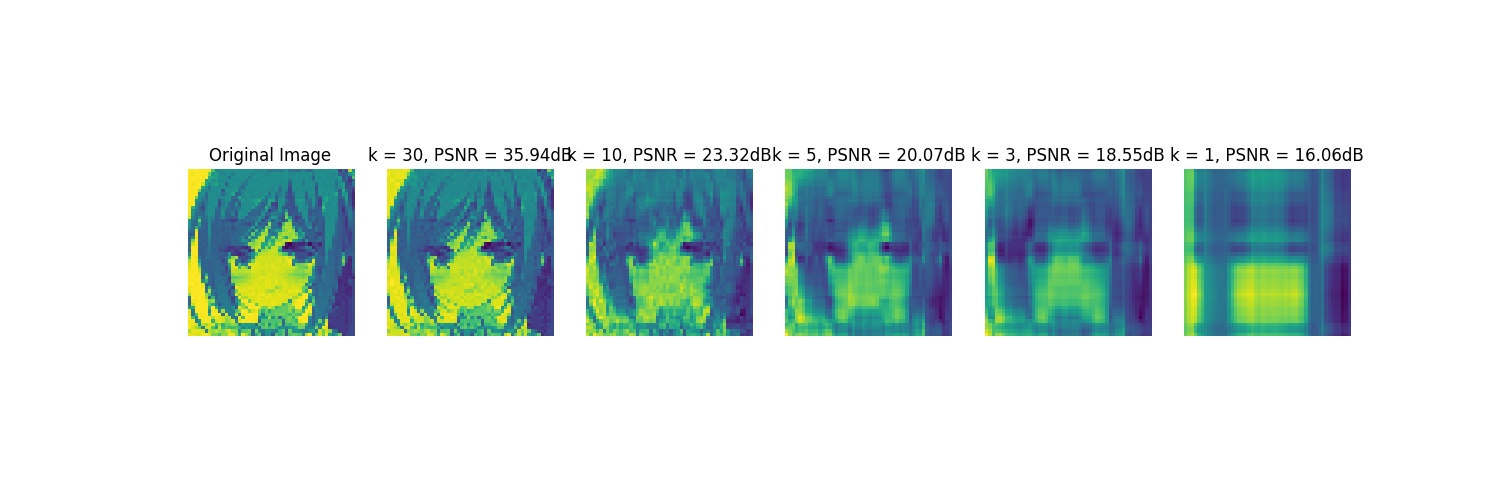 Original Image
k = 30, PSNR = 35.94dB
k = 10, PSNR = 23.32dB
k = 5, PSNR = 20.07dB
k = 3, PSNR = 18.55dB
k = 1, PSNR = 16.06dB